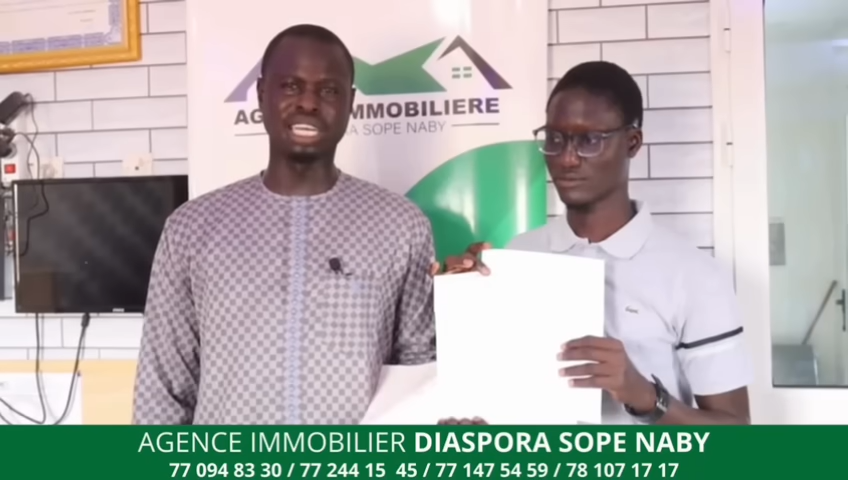 AGENCE IMMOBILIERE
DIASPORA SOPE NABY
AGENCE IMMOBILIER DIASPORA SOPE NABY
77 094 83 30 / 77 244 15 45 / 77 147 54 59 / 78 107 17 17